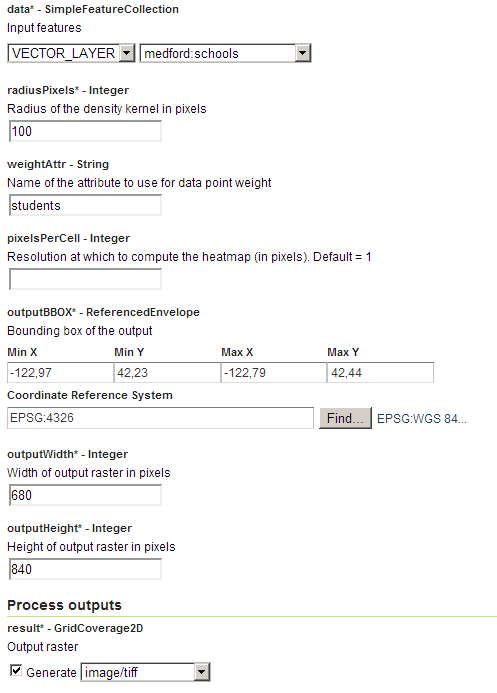 data* - SimpleFeatureCollection
Input features
VECTOR_LAYER medford:schools
radiusPixels* - Integer
Radius of the density kernel in pixels
100
weightAttr - String
Name of the attribute to use for data point weight
students
pixelsPerCell - Integer
Resolution at which to compute the heatmap (in pixels). Default = 1
outputBBOX* - ReferencedEnvelope
Bounding box of the output
Min X Min Y Max X Max Y
-122,97 42,23 -122,79 42,44
Coordinate Reference System
EPSG:4326 Find... EPSG:WGS 84...
outputWidth* - Integer
Width of output raster in pixels
680
outputHeight* - Integer
Height of output raster in pixels
840
Process outputs
result* - GridCoverage2D
Output raster
Generate image/tiff